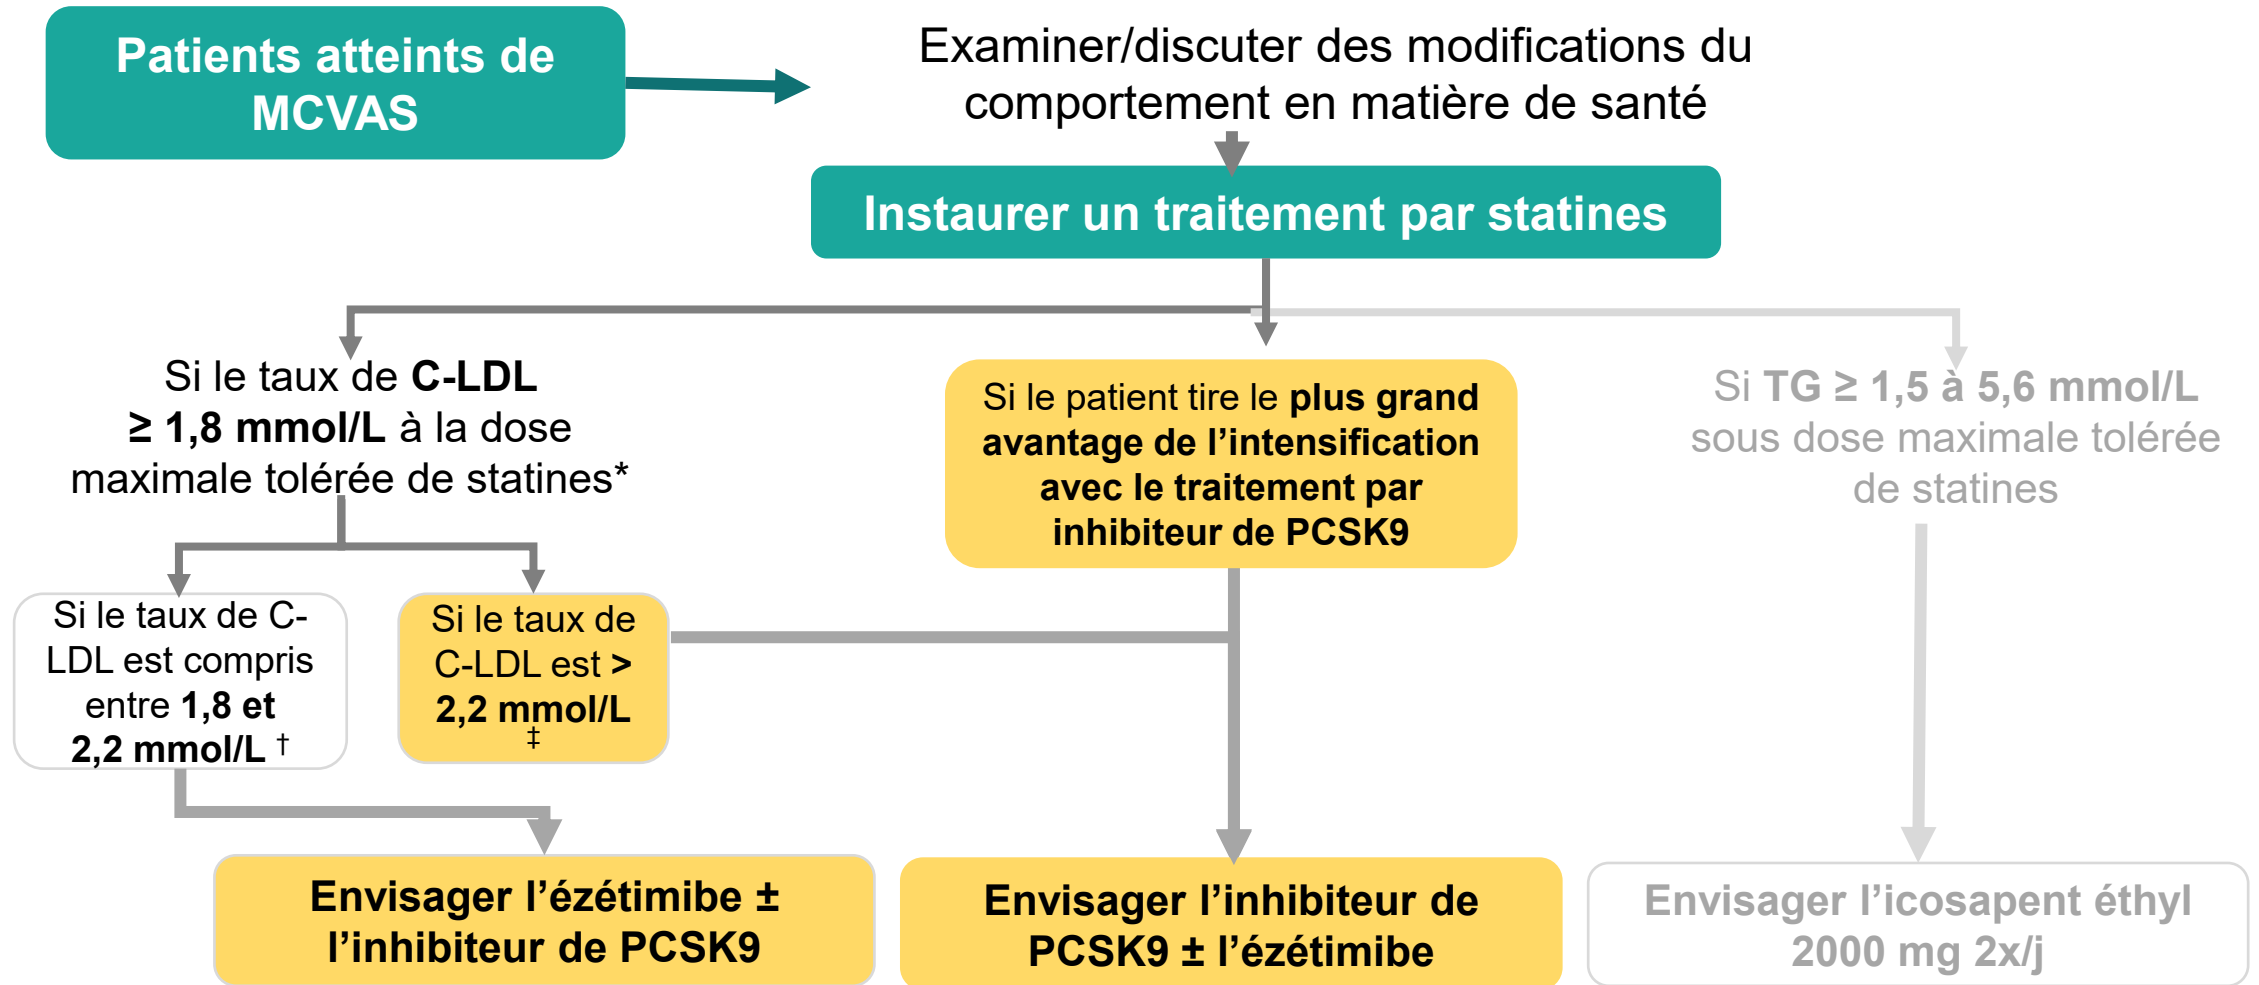 Patients atteints de
MCVAS
Examiner/discuter des modifications du
comportement en matière de santé
Instaurer un traitement par statines
Si le taux de C-LDL
≥ 1,8 mmol/L à la dose
maximale tolérée de statines*
Si le patient tire le plus grand
avantage de l’intensification
avec le traitement par
inhibiteur de PCSK9
Si TG ≥ 1,5 à 5,6 mmol/L
sous dose maximale tolérée
de statines
Si le taux de C-
LDL est compris
entre 1,8 et
2,2 mmol/L †
Si le taux de
C-LDL est >
2,2 mmol/L
‡
Envisager l’ézétimibe ±
l’inhibiteur de PCSK9
Envisager l’inhibiteur de
PCSK9 ± l’ézétimibe
Envisager l’icosapent éthyl
2000 mg 2x/j